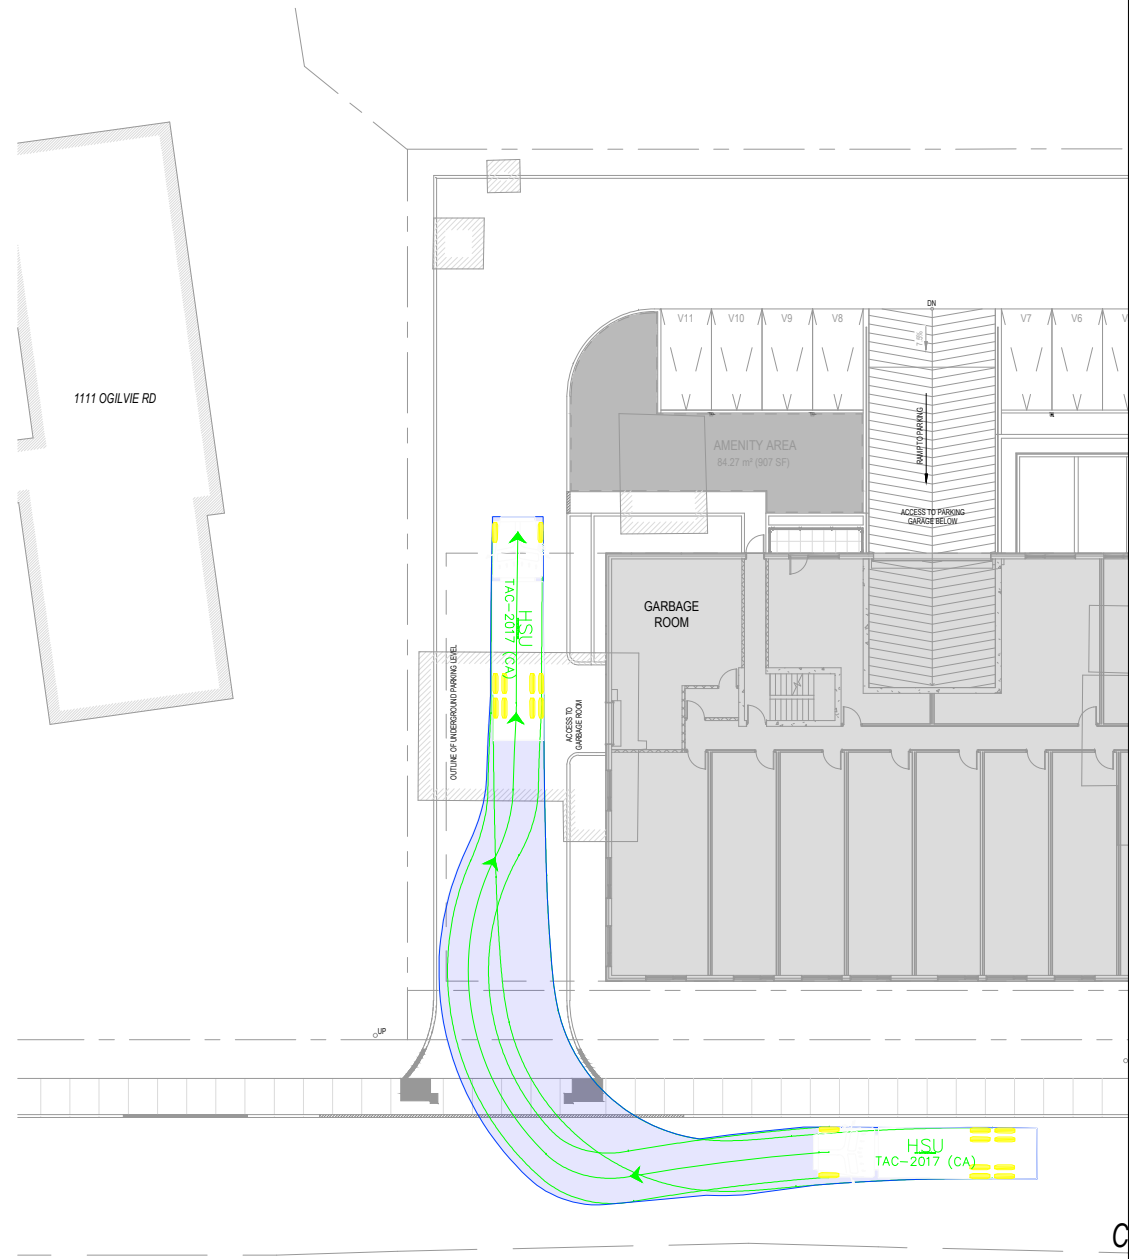 DN
V11
V10
V9
V8
V7
V6
V
7.5%
1111 OGILVIE RD
RAMP TO PARKING
AMENITY AREA
84.27 m² (907 SF)
ACCESS TO PARKING
GARAGE BELOW
GARBAGE
ROOM
HSU
TAC-2017 (CA)
OUTLINE OF UNDERGROUND PARKING LEVEL
ACCESS TO
GARBAGE ROOM
UP
HSU
TAC-2017 (CA)
C